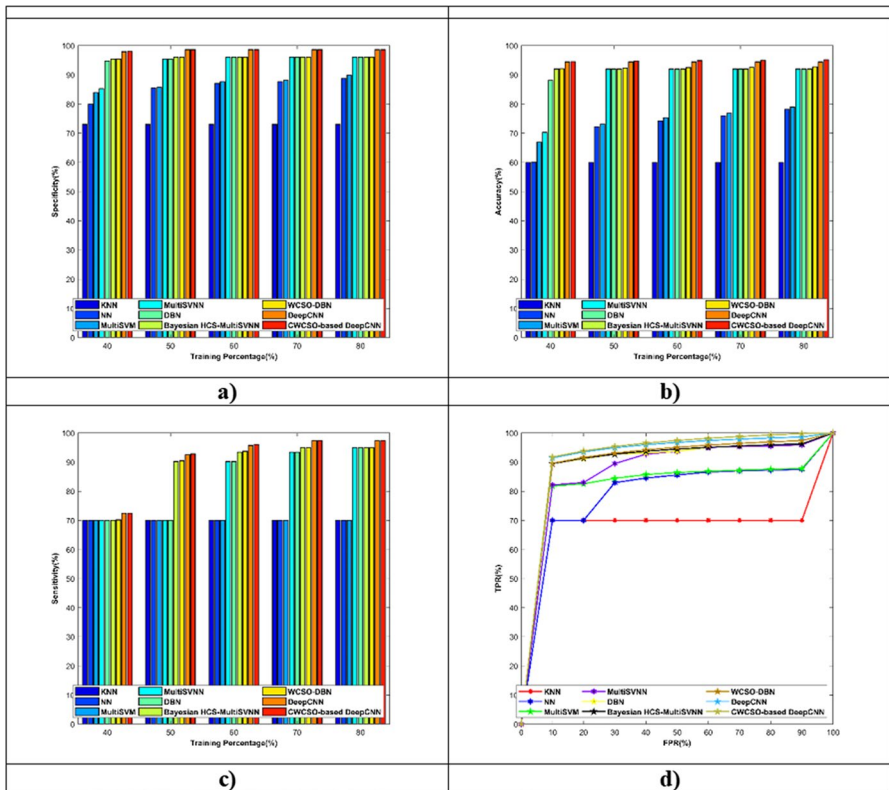 100
90
80
70
60
50
40
30
20
10
0
Specificity(%)
KNN
NN
MultiSVM
MultiSVNN
DBN
Bayesian HCS-MultiSVNN
WCSO-DBN
DeepCNN
CWCSO-based DeepCNN
40 50 60 70 80
Training Percentage(%)
a)
100
90
80
70
60
50
40
30
20
10
0
Accuracy(%)
KNN
NN
MultiSVM
MultiSVNN
DBN
Bayesian HCS-MultiSVNN
WCSO-DBN
DeepCNN
CWCSO-based DeepCNN
40 50 60 70 80
Training Percentage(%)
b)
100
90
80
70
60
50
40
30
20
10
0
Sensitivity(%)
KNN
NN
MultiSVM
MultiSVNN
DBN
Bayesian HCS-MultiSVNN
WCSO-DBN
DeepCNN
CWCSO-based DeepCNN
40 50 60 70 80
Training Percentage(%)
c)
100
90
80
70
60
50
40
30
20
10
0
TPR(%)
KNN
NN
MultiSVM
MultiSVNN
DBN
Bayesian HCS-MultiSVNN
WCSO-DBN
DeepCNN
CWCSO-based DeepCNN
0 10 20 30 40 50 60 70 80 90 100
FPR(%)
d)